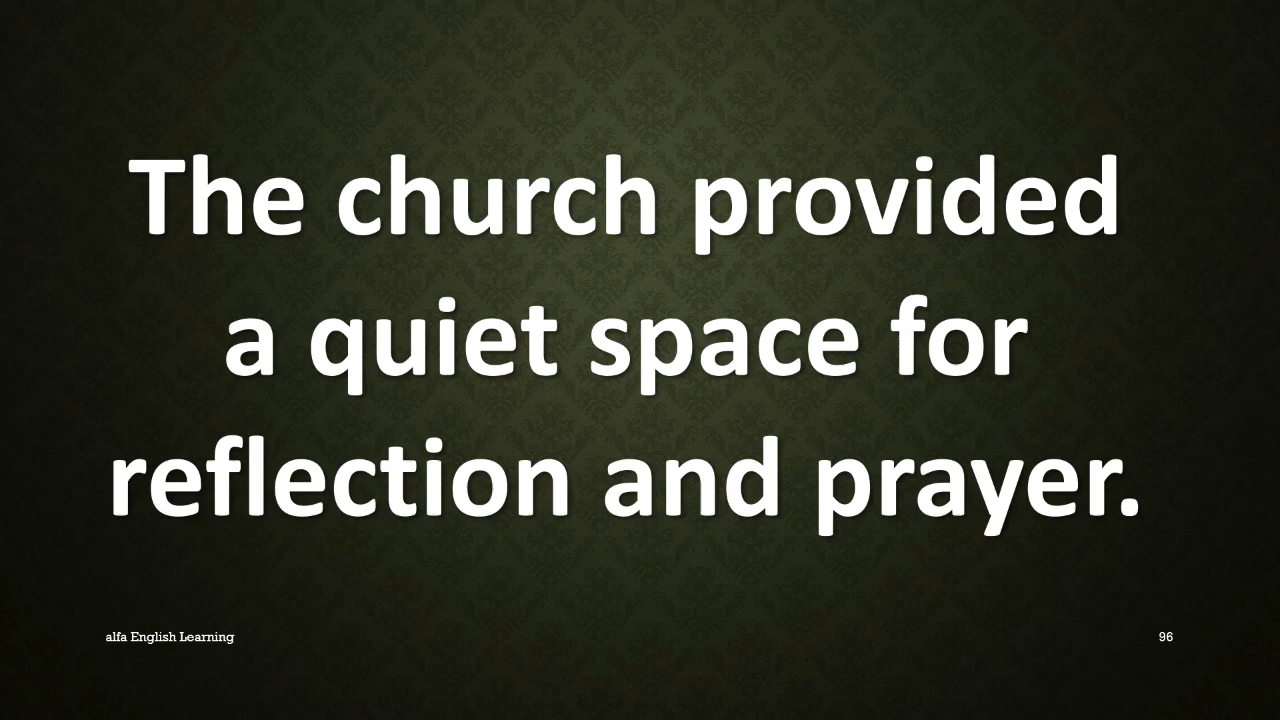 The church provided
a quiet space for
reflection and prayer.
alfa English Learning
96